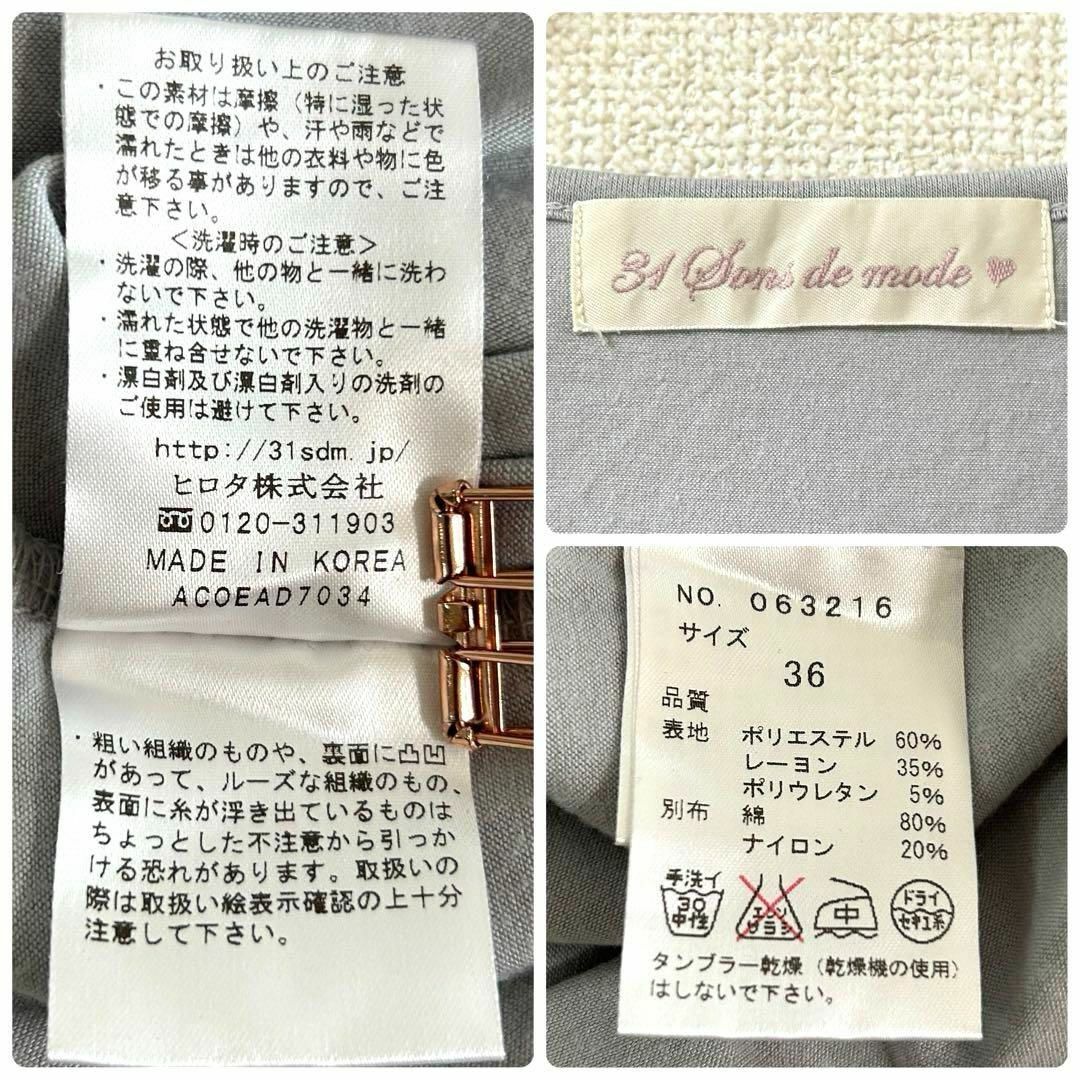 お取り扱い上のご注意
・この素材は摩擦（特に湿った状
態での摩擦）や、汗や雨などで
濡れたときは他の衣料や物に色
が移る事がありますので、ご注
意下さい。
＜洗濯時のご注意＞
・洗濯の際、他の物と一緒に洗わ
ないで下さい。
・濡れた状態で他の洗濯物と一緒
に重ね合せないで下さい。
・漂白剤及び漂白剤入りの洗剤の
ご使用は避けて下さい。
http://31sdm.jp/
ヒロタ株式会社
0120-311903
MADE IN KOREA
ACOEAD7034
・粗い組織のものや、裏面に凸凹
があって、ルーズな組織のもの、
表面に糸が浮き出ているものは
ちょっとした不注意から引っか
ける恐れがあります。取扱いの
際は取扱い絵表示確認の上十分
注意して下さい。
31 Sons de mode
NO. 063216
サイズ
36
品質
表地 ポリエステル 60%
レーヨン 35%
ポリウレタン 5%
別布 綿 80%
ナイロン 20%
手洗イ 30 中性 エンソサラシ 中 ドライ セキユ系
タンブラー乾燥（乾燥機の使用）
はしないで下さい。